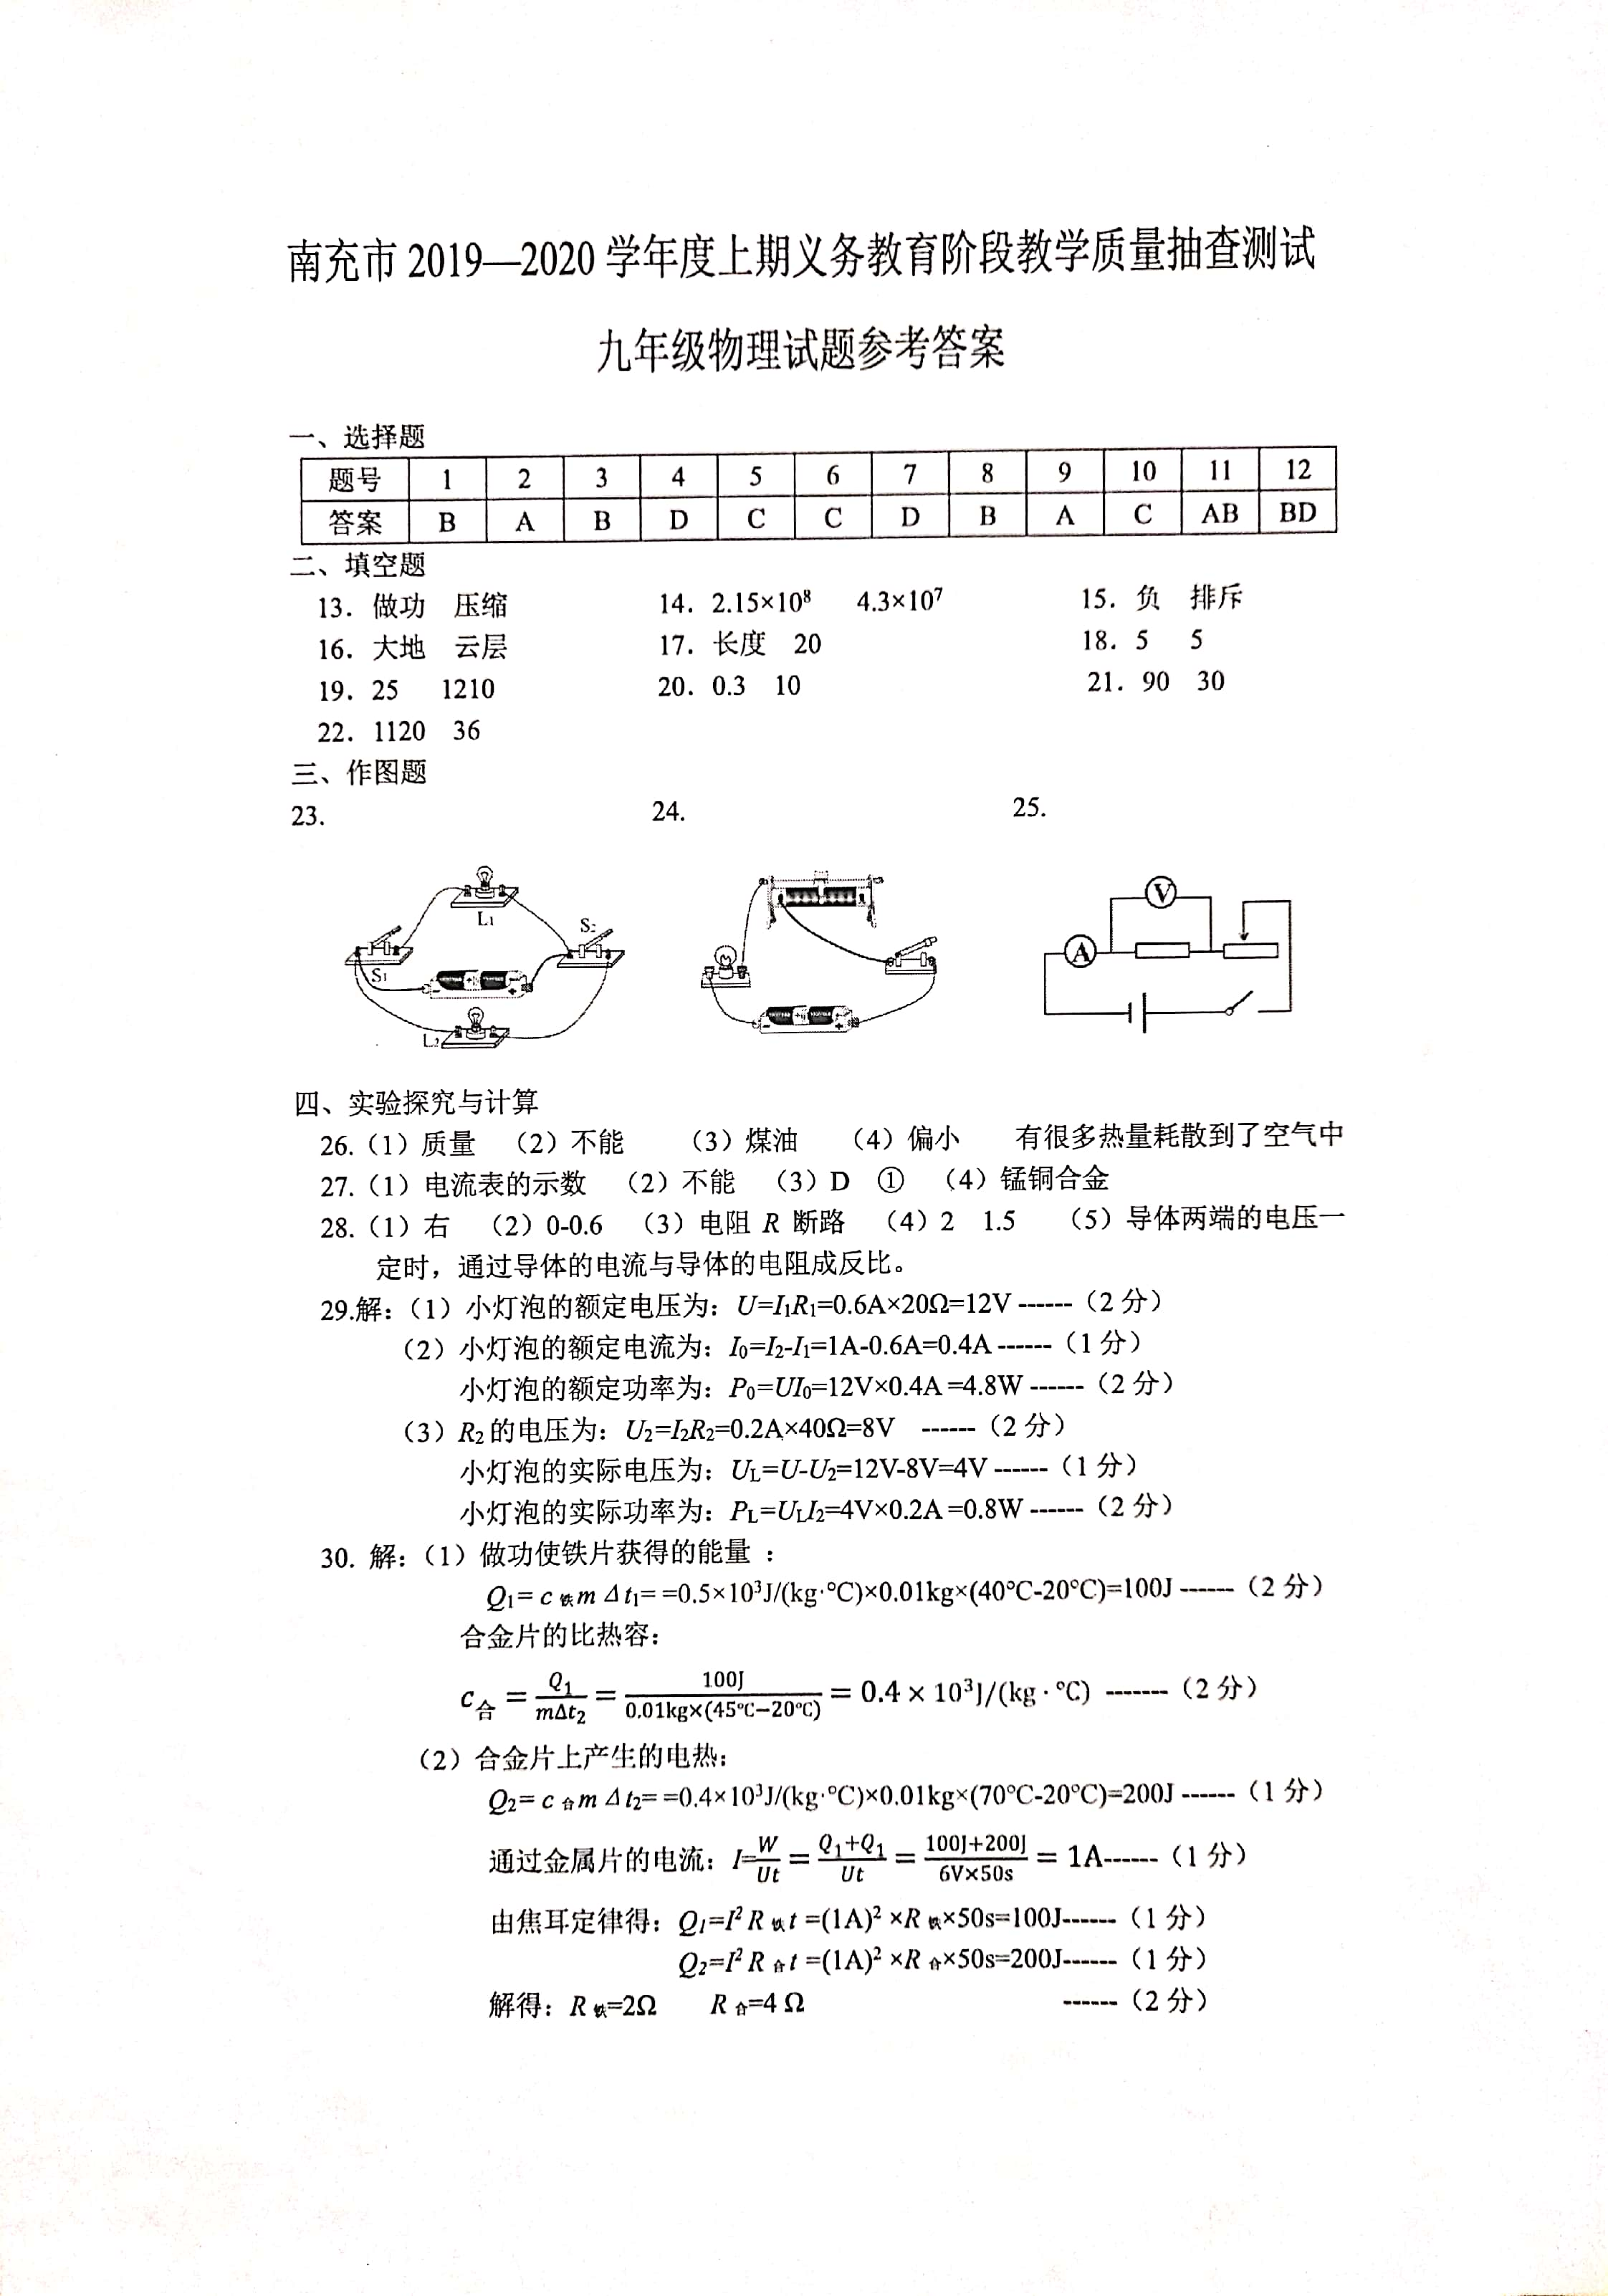 南充市 2019—2020 学年度上期义务教育阶段教学质量抽查测试
九年级物理试题参考答案
一、选择题
题号 1 2 3 4 5 6 7 8 9 10 11 12
答案 B A B D C C D B A C AB BD
二、填空题
13. 做功 压缩 14. 2.15×10⁸ 4.3×10⁷ 15. 负 排斥
16. 大地 云层 17. 长度 20 18. 5 5
19. 25 1210 20. 0.3 10 21. 90 30
22. 1120 36
三、作图题
23. 24. 25.
L₁
S₂
S₁
L₂
V
A
四、实验探究与计算
26.（1）质量 （2）不能 （3）煤油 （4）偏小 有很多热量耗散到了空气中
27.（1）电流表的示数 （2）不能 （3）D ① （4）锰铜合金
28.（1）右 （2）0-0.6 （3）电阻 R 断路 （4）2 1.5 （5）导体两端的电压一
定时，通过导体的电流与导体的电阻成反比。
29.解:（1）小灯泡的额定电压为：U=I₁R₁=0.6A×20Ω=12V ------（2 分）
（2）小灯泡的额定电流为：I₀=I₂-I₁=1A-0.6A=0.4A ------（1 分）
小灯泡的额定功率为：P₀=UI₀=12V×0.4A =4.8W ------（2 分）
（3）R₂的电压为：U₂=I₂R₂=0.2A×40Ω=8V ------（2 分）
小灯泡的实际电压为：U_L=U-U₂=12V-8V=4V ------（1 分）
小灯泡的实际功率为：P_L=U_LI₂=4V×0.2A =0.8W ------（2 分）
30. 解:（1）做功使铁片获得的能量 ：
Q₁= c 铁m Δt₁= =0.5×10³J/(kg·℃)×0.01kg×(40℃-20℃)=100J ------（2 分）
合金片的比热容：
c合 = Q₁/mΔt₂ = 100J/0.01kg×(45℃−20℃) = 0.4 × 10³J/(kg · ℃) -------（2 分）
（2）合金片上产生的电热：
Q₂= c 合m Δt₂= =0.4×10³J/(kg·℃)×0.01kg×(70℃-20℃)=200J ------（1 分）
通过金属片的电流：I=W/Ut = Q₁+Q₁/Ut = 100J+200J/6V×50s = 1A------（1 分）
由焦耳定律得：Q₁=I² R 铁 t =(1A)² ×R 铁×50s=100J------（1 分）
Q₂=I² R 合 t =(1A)² ×R 合×50s=200J------（1 分）
解得：R 铁=2Ω R 合=4 Ω ------（2 分）